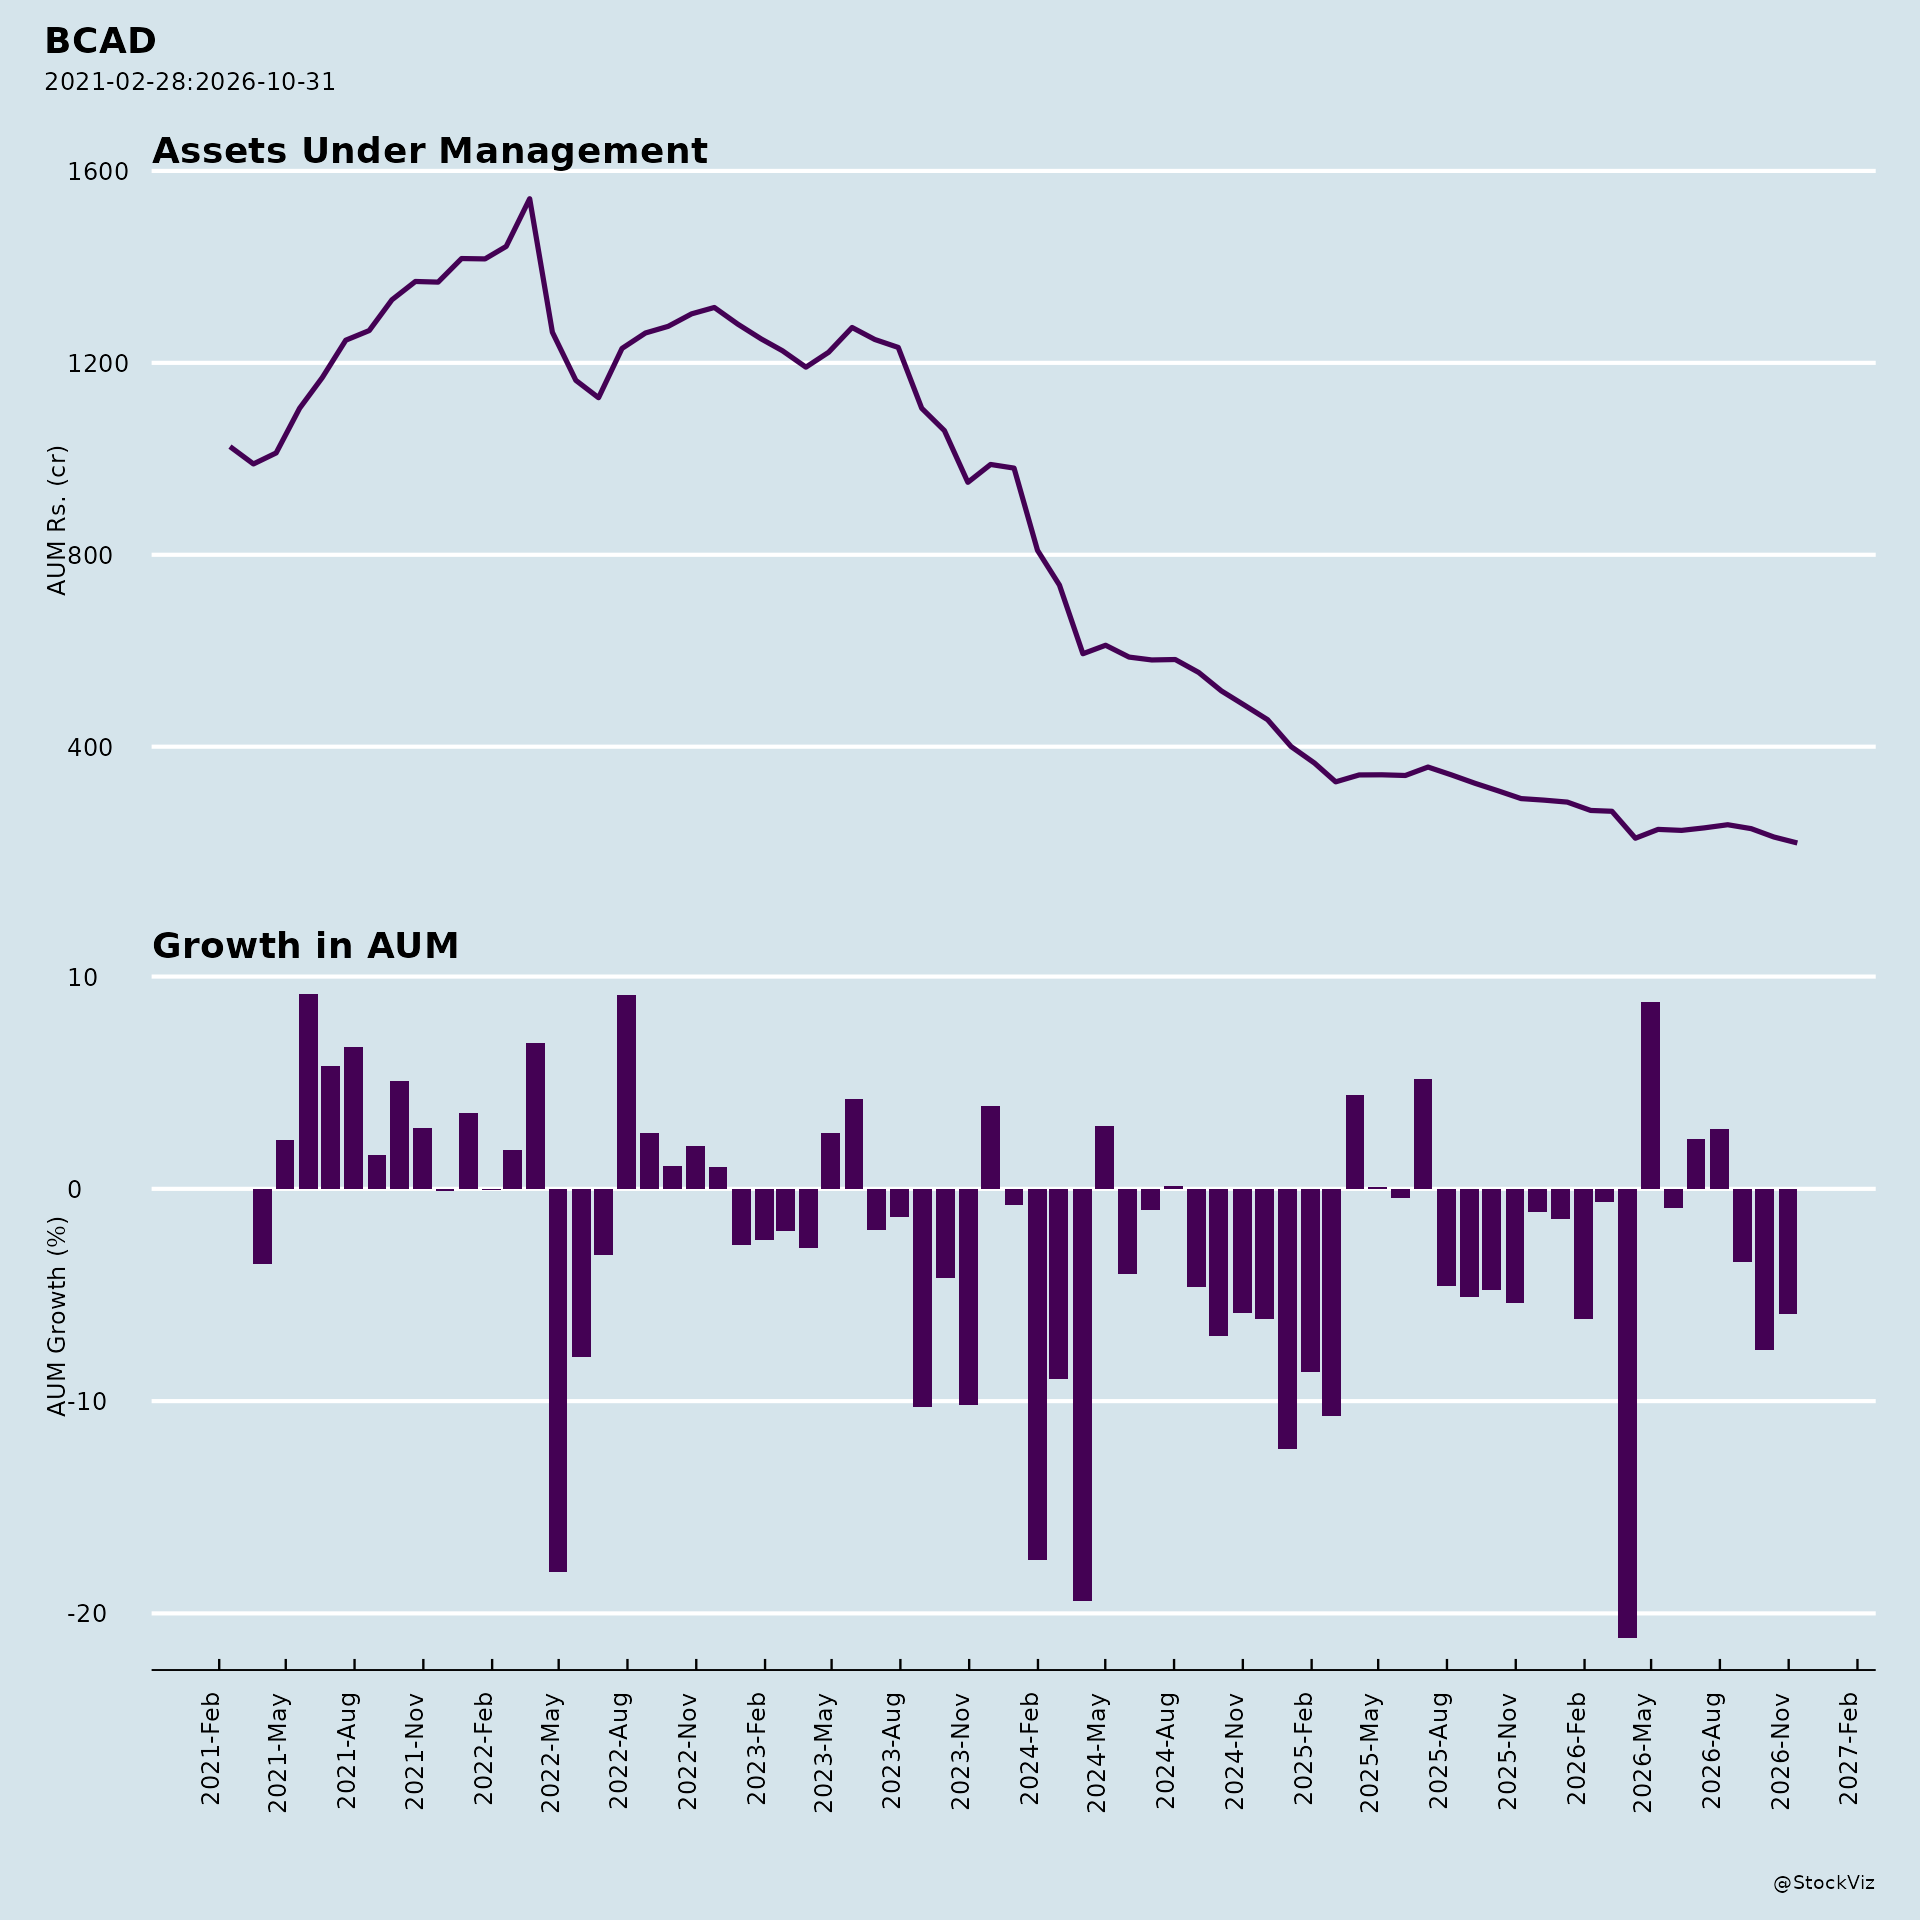 BCAD
2021-02-28:2026-10-31
Assets Under Management
1600
1200
800
400
AUM Rs. (cr)
Growth in AUM
10
0
-10
-20
AUM Growth (%)
2021-Feb
2021-May
2021-Aug
2021-Nov
2022-Feb
2022-May
2022-Aug
2022-Nov
2023-Feb
2023-May
2023-Aug
2023-Nov
2024-Feb
2024-May
2024-Aug
2024-Nov
2025-Feb
2025-May
2025-Aug
2025-Nov
2026-Feb
2026-May
2026-Aug
2026-Nov
2027-Feb
@StockViz